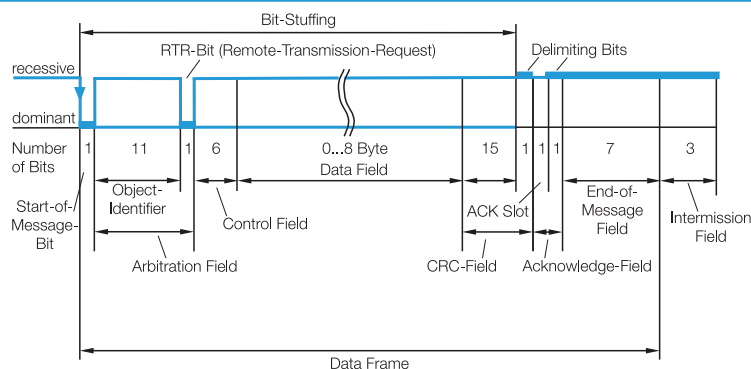 Bit-Stuffing
RTR-Bit (Remote-Transmission-Request)
Delimiting Bits
recessive
dominant
Number
of Bits
1 11 1 6 0...8 Byte 15 1 1 1 7 3
Data Field
Start-of-
Message-
Bit
Object-
Identifier
Control Field
ACK Slot
End-of-
Message
Field
Intermission
Field
Arbitration Field
CRC-Field
Acknowledge-Field
Data Frame